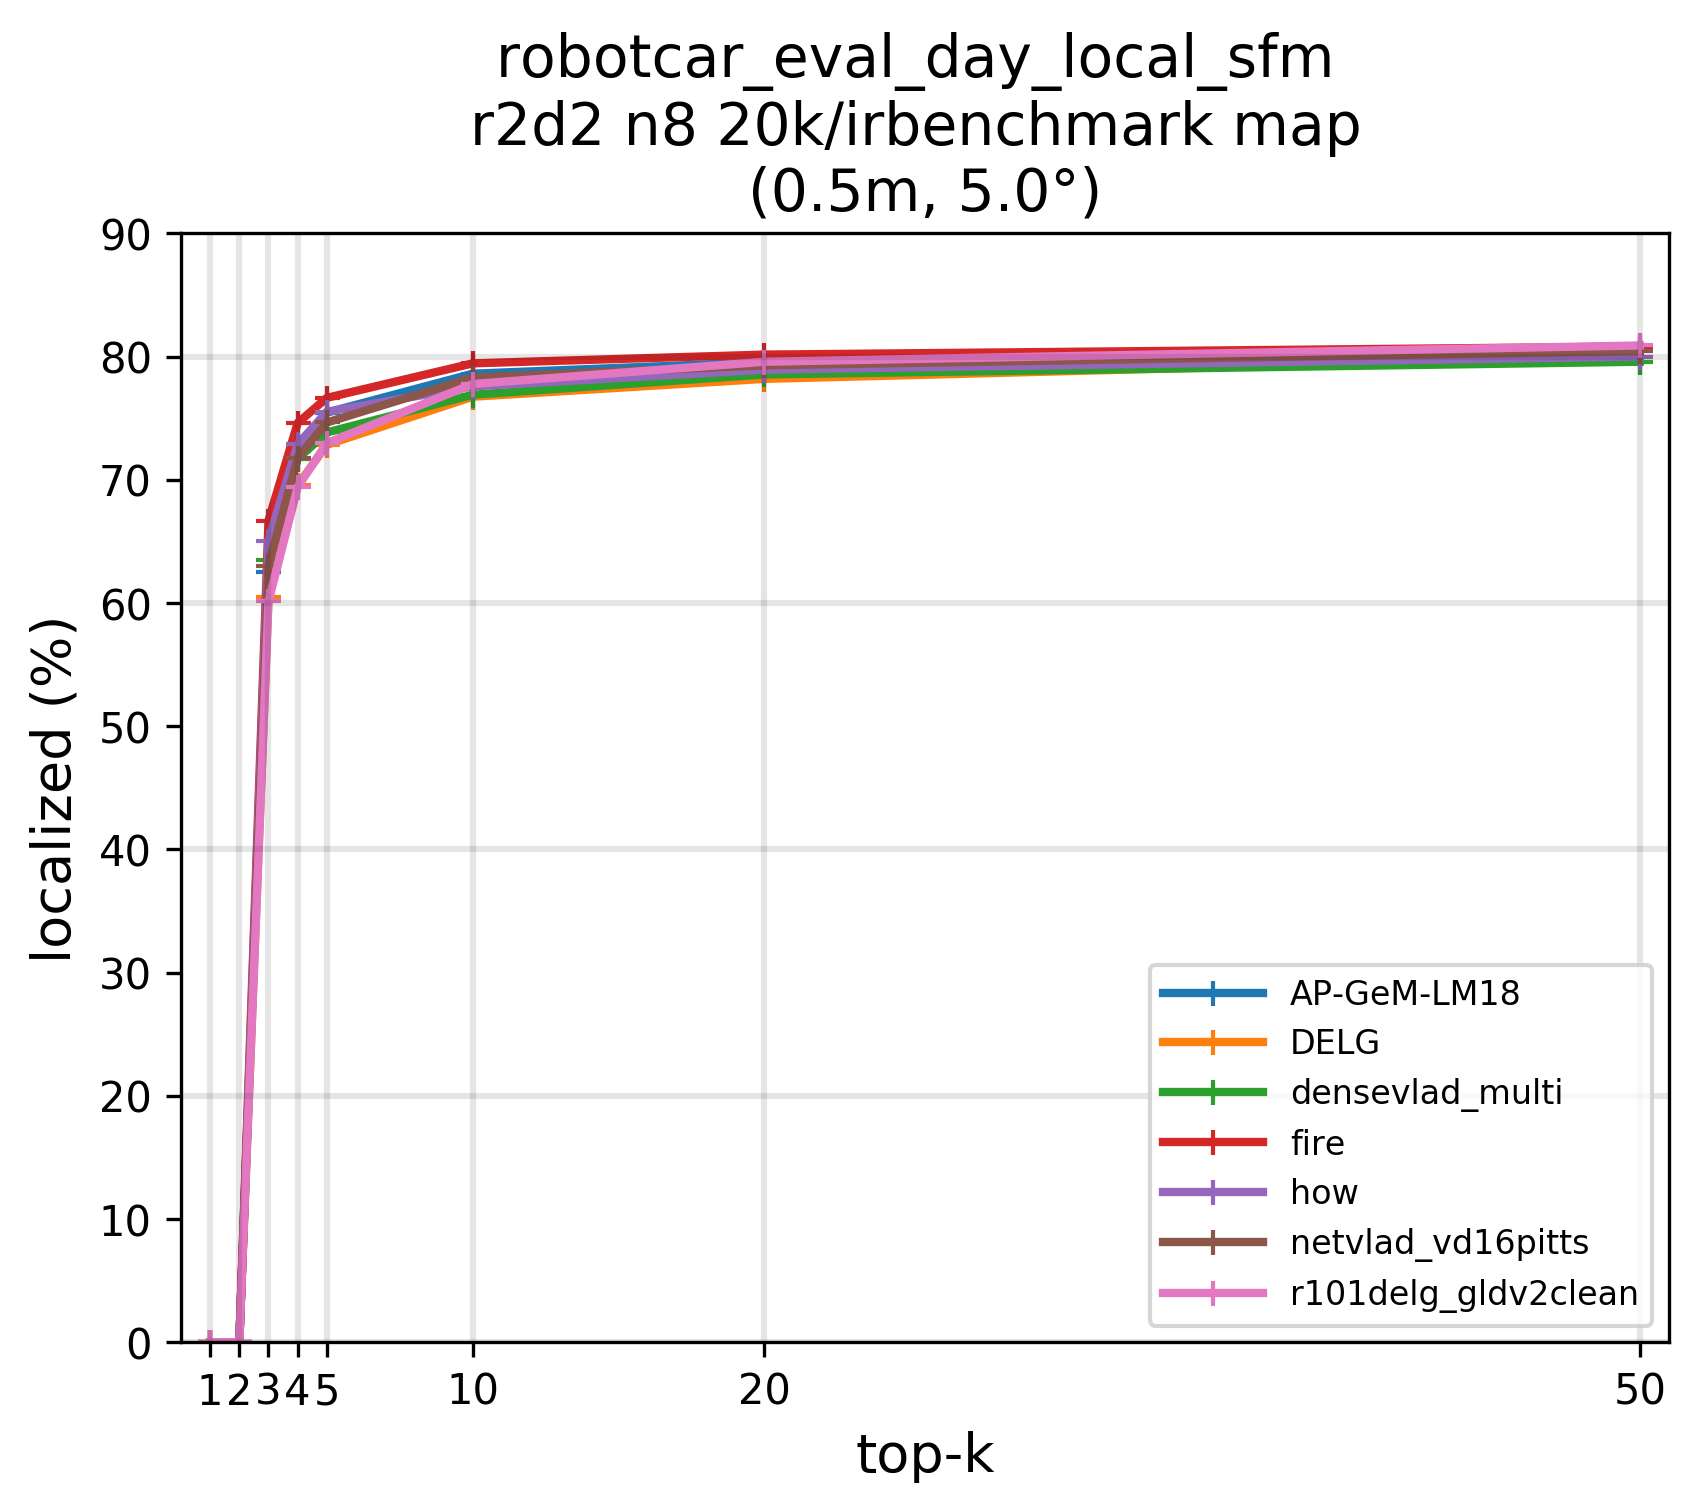 robotcar_eval_day_local_sfm
r2d2 n8 20k/irbenchmark map
(0.5m, 5.0°)
90
80
70
60
50
40
30
20
10
0
localized (%)
1 2 3 4 5 10 20 50
top-k
AP-GeM-LM18
DELG
densevlad_multi
fire
how
netvlad_vd16pitts
r101delg_gldv2clean